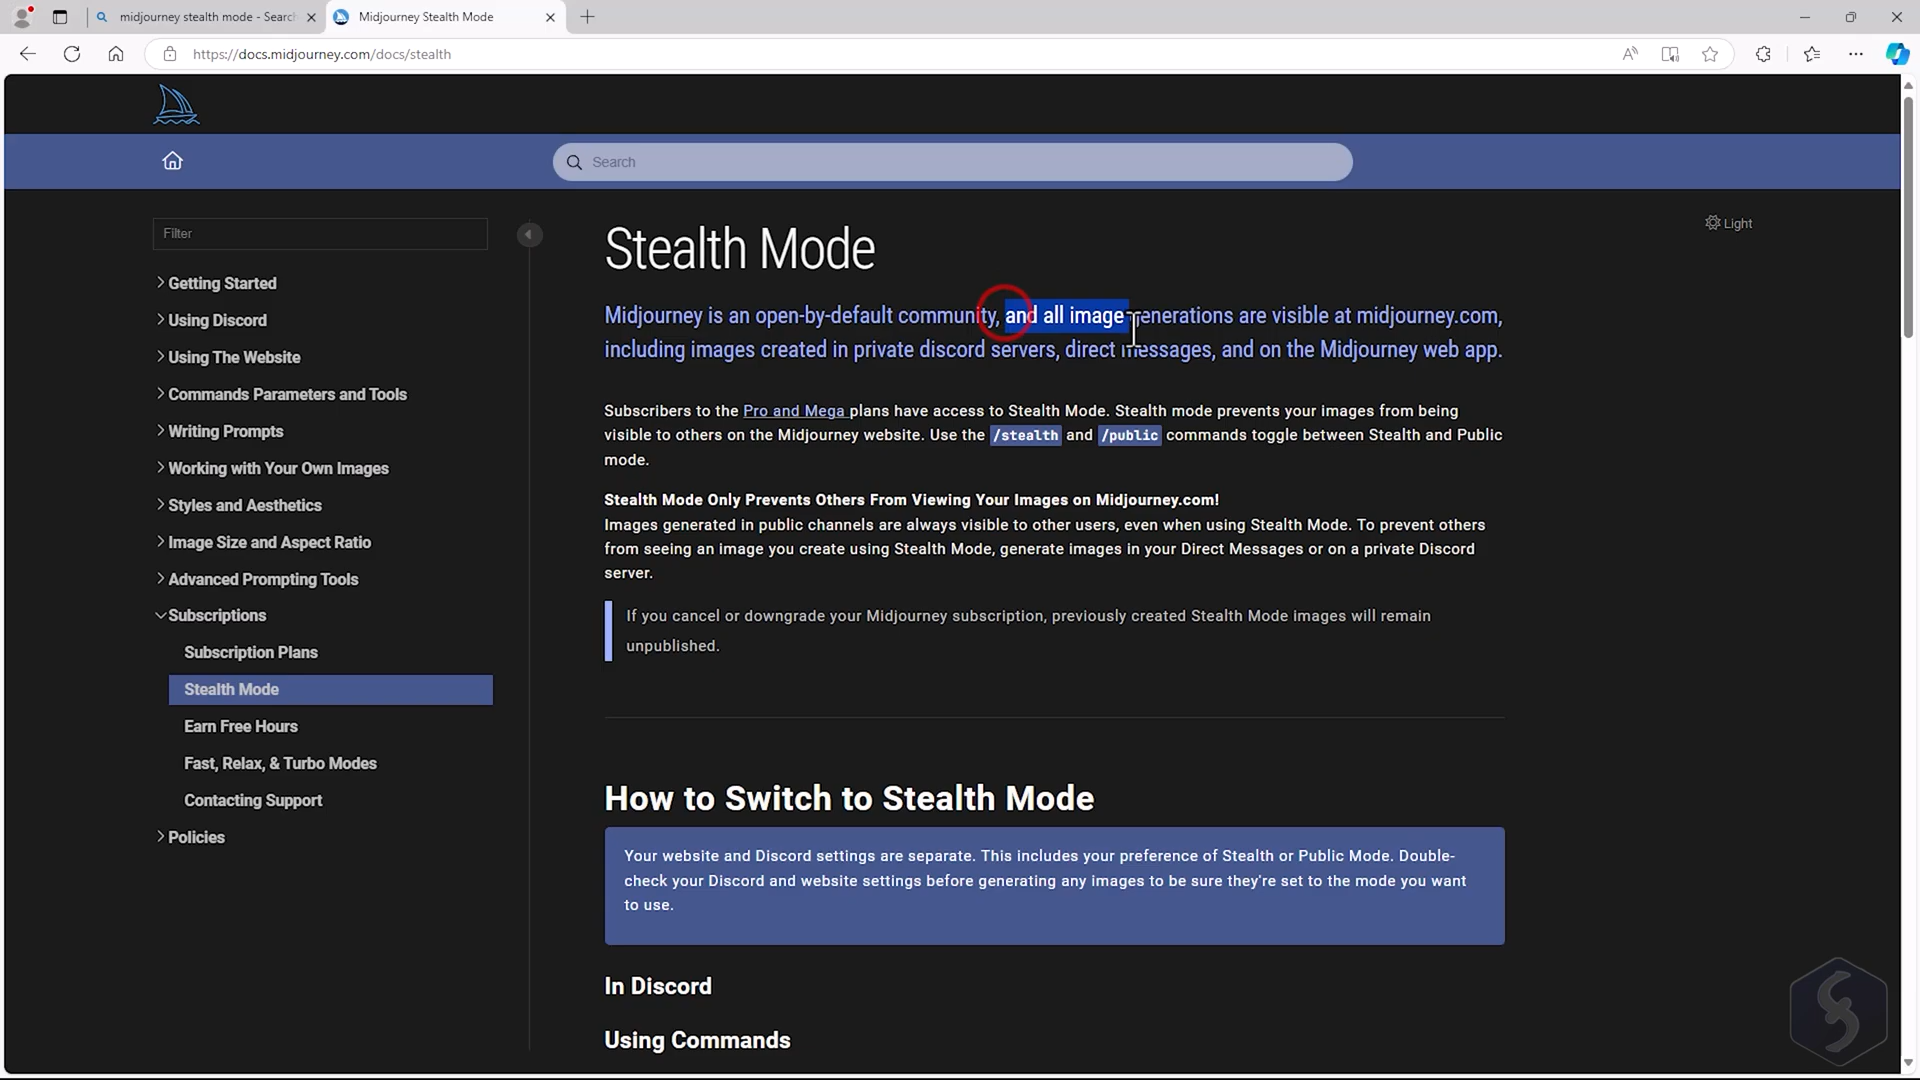 midjourney stealth mode - Search
Midjourney Stealth Mode
https://docs.midjourney.com/docs/stealth
Search
Filter
Getting Started
Using Discord
Using The Website
Commands Parameters and Tools
Writing Prompts
Working with Your Own Images
Styles and Aesthetics
Image Size and Aspect Ratio
Advanced Prompting Tools
Subscriptions
Subscription Plans
Stealth Mode
Earn Free Hours
Fast, Relax, & Turbo Modes
Contacting Support
Policies
Light
Stealth Mode
Midjourney is an open-by-default community, and all image generations are visible at midjourney.com,
including images created in private discord servers, direct messages, and on the Midjourney web app.
Subscribers to the Pro and Mega plans have access to Stealth Mode. Stealth mode prevents your images from being
visible to others on the Midjourney website. Use the /stealth and /public commands toggle between Stealth and Public
mode.
Stealth Mode Only Prevents Others From Viewing Your Images on Midjourney.com!
Images generated in public channels are always visible to other users, even when using Stealth Mode. To prevent others
from seeing an image you create using Stealth Mode, generate images in your Direct Messages or on a private Discord
server.
If you cancel or downgrade your Midjourney subscription, previously created Stealth Mode images will remain
unpublished.
How to Switch to Stealth Mode
Your website and Discord settings are separate. This includes your preference of Stealth or Public Mode. Double-
check your Discord and website settings before generating any images to be sure they're set to the mode you want
to use.
In Discord
Using Commands